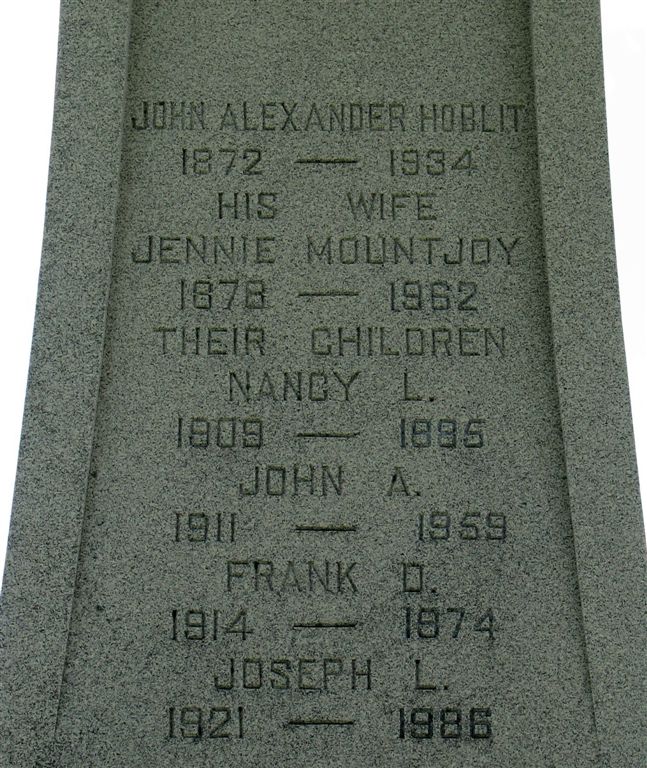 JOHN ALEXANDER HOBLIT
1872 — 1934
HIS WIFE
JENNIE MOUNTJOY
1878 — 1962
THEIR CHILDREN
NANCY L.
1909 — 1995
JOHN A.
1911 — 1959
FRANK D.
1914 — 1974
JOSEPH L.
1921 — 1986